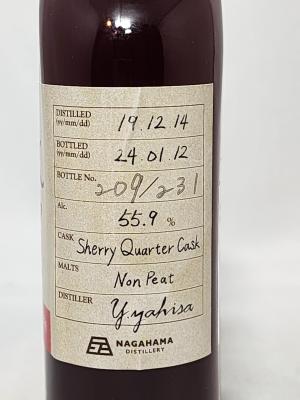 DISTILLED 19.12.14
(yy/mm/dd)
BOTTLED 24.01.12
(yy/mm/dd)
BOTTLE No. 209/231
Alc. 55.9 %
CASK Sherry Quarter Cask
MALTS Non Peat
DISTILLER Y.yahisa
NAGAHAMA
DISTILLERY